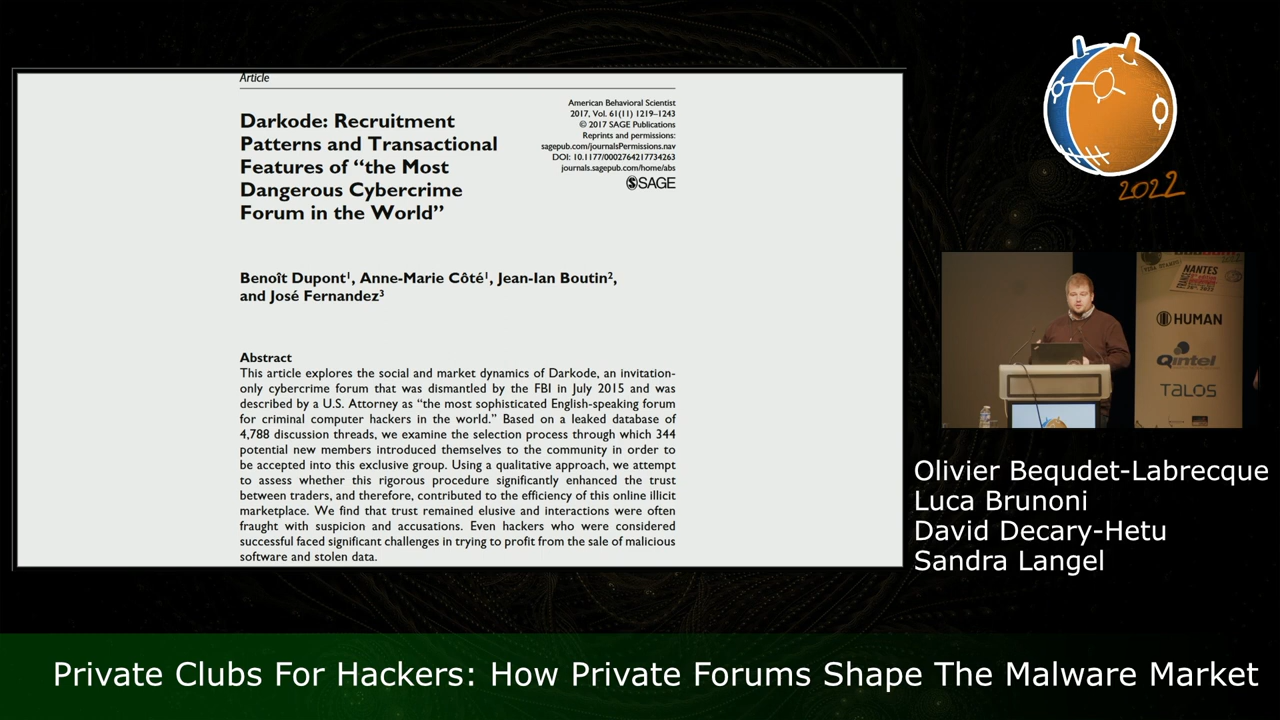 Article
Darkode: Recruitment
Patterns and Transactional
Features of “the Most
Dangerous Cybercrime
Forum in the World”
American Behavioral Scientist
2017, Vol. 61(11) 1219–1243
© 2017 SAGE Publications
Reprints and permissions:
sagepub.com/journalsPermissions.nav
DOI: 10.1177/0002764217734263
journals.sagepub.com/home/abs
SAGE
Benoît Dupont¹, Anne-Marie Côté¹, Jean-Ian Boutin²,
and José Fernandez³
Abstract
This article explores the social and market dynamics of Darkode, an invitation-
only cybercrime forum that was dismantled by the FBI in July 2015 and was
described by a U.S. Attorney as “the most sophisticated English-speaking forum
for criminal computer hackers in the world.” Based on a leaked database of
4,788 discussion threads, we examine the selection process through which 344
potential new members introduced themselves to the community in order to
be accepted into this exclusive group. Using a qualitative approach, we attempt
to assess whether this rigorous procedure significantly enhanced the trust
between traders, and therefore, contributed to the efficiency of this online illicit
marketplace. We find that trust remained elusive and interactions were often
fraught with suspicion and accusations. Even hackers who were considered
successful faced significant challenges in trying to profit from the sale of malicious
software and stolen data.
2022
NANTES
HUMAN
Qintel
TALOS
Olivier Bequdet-Labrecque
Luca Brunoni
David Decary-Hetu
Sandra Langel
Private Clubs For Hackers: How Private Forums Shape The Malware Market